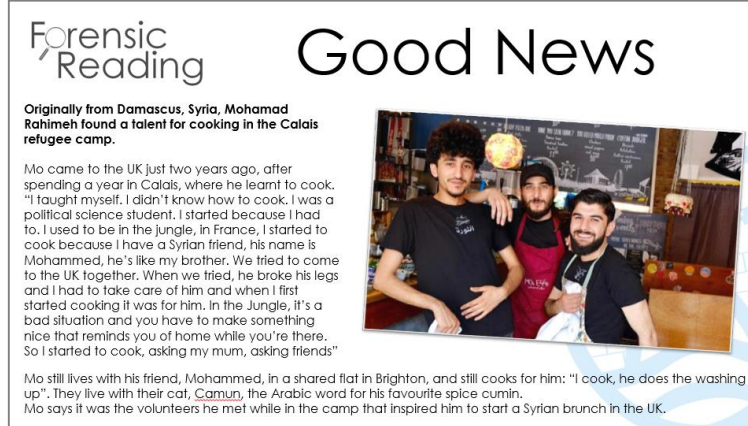 Forensic
Reading
Good News
Originally from Damascus, Syria, Mohamad
Rahimeh found a talent for cooking in the Calais
refugee camp.
Mo came to the UK just two years ago, after
spending a year in Calais, where he learnt to cook.
“I taught myself. I didn’t know how to cook. I was a
political science student. I started because I had
to. I used to be in the jungle, in France, I started to
cook because I have a Syrian friend, his name is
Mohammed, he’s like my brother. We tried to come
to the UK together. When we tried, he broke his legs
and I had to take care of him and when I first
started cooking it was for him. In the Jungle, it’s a
bad situation and you have to make something
nice that reminds you of home while you’re there.
So I started to cook, asking my mum, asking friends”
Mo still lives with his friend, Mohammed, in a shared flat in Brighton, and still cooks for him: “I cook, he does the washing
up”. They live with their cat, Camun, the Arabic word for his favourite spice cumin.
Mo says it was the volunteers he met while in the camp that inspired him to start a Syrian brunch in the UK.